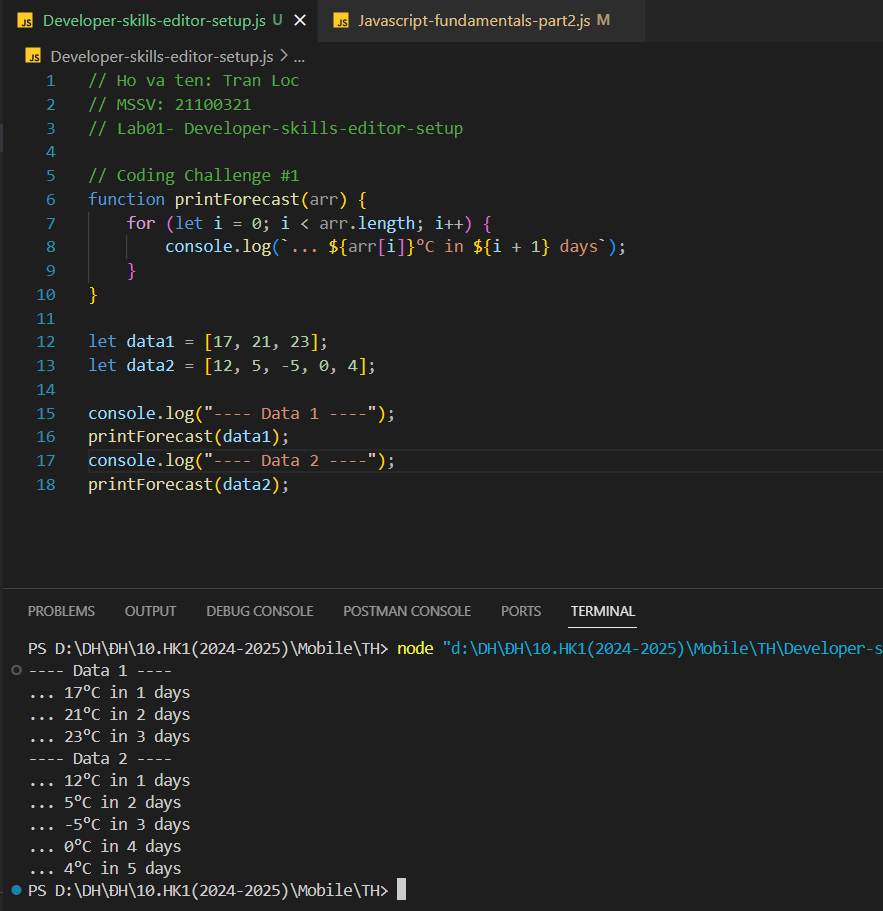 JS Developer-skills-editor-setup.js U × JS Javascript-fundamentals-part2.js M
JS Developer-skills-editor-setup.js > ...
1 // Ho va ten: Tran Loc
2 // MSSV: 21100321
3 // Lab01- Developer-skills-editor-setup
4
5 // Coding Challenge #1
6 function printForecast(arr) {
7     for (let i = 0; i < arr.length; i++) {
8         console.log(`... ${arr[i]}ºC in ${i + 1} days`);
9     }
10 }
11
12 let data1 = [17, 21, 23];
13 let data2 = [12, 5, -5, 0, 4];
14
15 console.log("---- Data 1 ----");
16 printForecast(data1);
17 console.log("---- Data 2 ----");
18 printForecast(data2);
PROBLEMS OUTPUT DEBUG CONSOLE POSTMAN CONSOLE PORTS TERMINAL
PS D:\DH\ĐH\10.HK1(2024-2025)\Mobile\TH> node "d:\DH\ĐH\10.HK1(2024-2025)\Mobile\TH\Developer-s
---- Data 1 ----
... 17ºC in 1 days
... 21ºC in 2 days
... 23ºC in 3 days
---- Data 2 ----
... 12ºC in 1 days
... 5ºC in 2 days
... -5ºC in 3 days
... 0ºC in 4 days
... 4ºC in 5 days
PS D:\DH\ĐH\10.HK1(2024-2025)\Mobile\TH>